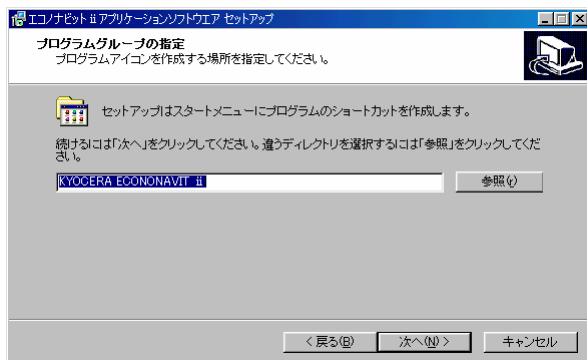 エコノナビット ii アプリケーションソフトウエア セットアップ
プログラムグループの指定
プログラムアイコンを作成する場所を指定してください。
セットアップはスタートメニューにプログラムのショートカットを作成します。
続けるには「次へ」をクリックしてください。違うディレクトリを選択するには「参照」をクリックしてくだ
さい。
KYOCERA ECONONAVIT ii
参照(r)
< 戻る(B)
次へ(N) >
キャンセル